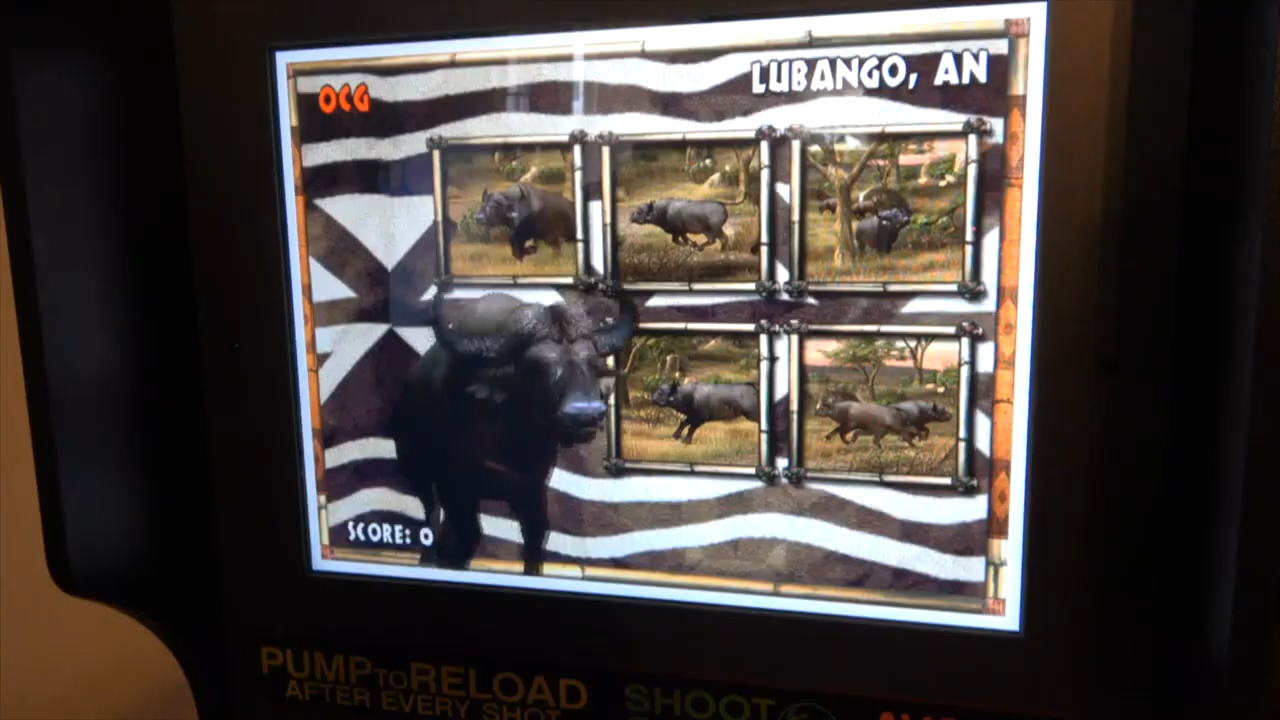 OCG
LUBANGO, AN
SCORE: 0
PUMP TO RELOAD
AFTER EVERY SHOT
SHOOT